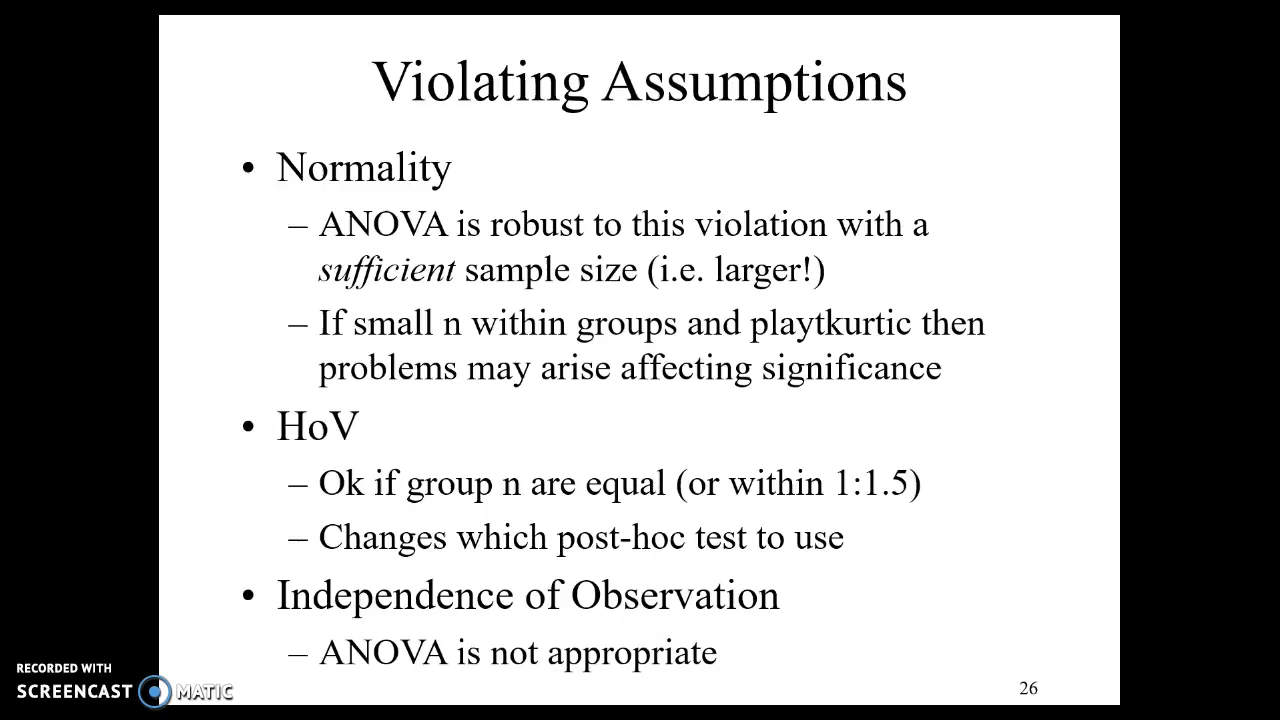 Violating Assumptions
• Normality
– ANOVA is robust to this violation with a
sufficient sample size (i.e. larger!)
– If small n within groups and playtkurtic then
problems may arise affecting significance
• HoV
– Ok if group n are equal (or within 1:1.5)
– Changes which post-hoc test to use
• Independence of Observation
– ANOVA is not appropriate
RECORDED WITH
SCREENCAST MATIC
26